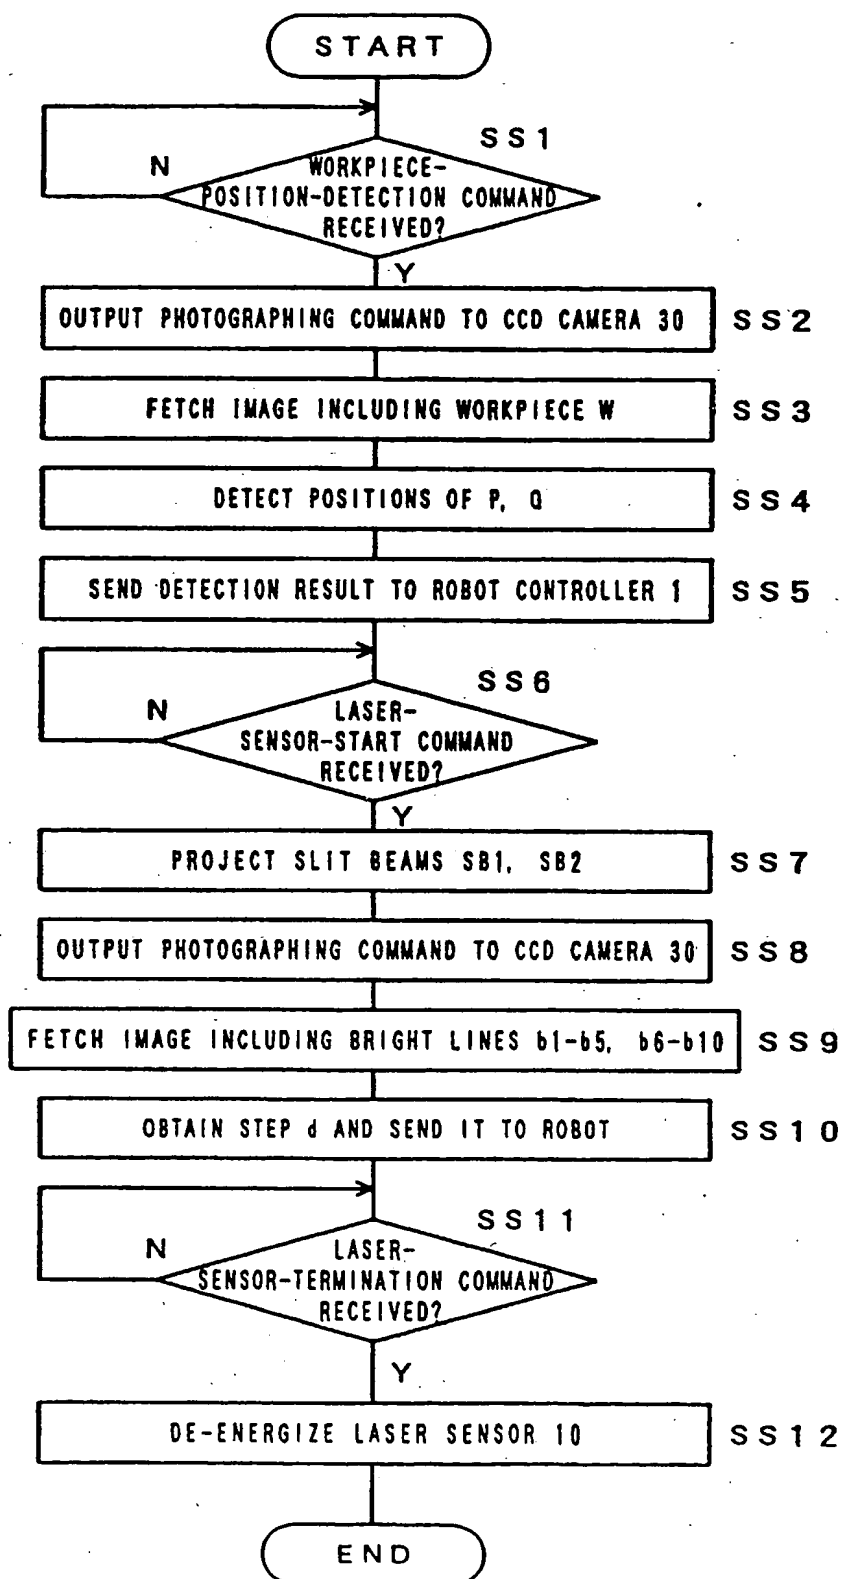 START
SS1
N
WORKPIECE-
POSITION-DETECTION COMMAND
RECEIVED?
Y
OUTPUT PHOTOGRAPHING COMMAND TO CCD CAMERA 30
SS2
FETCH IMAGE INCLUDING WORKPIECE W
SS3
DETECT POSITIONS OF P, Q
SS4
SEND DETECTION RESULT TO ROBOT CONTROLLER 1
SS5
SS6
N
LASER-
SENSOR-START COMMAND
RECEIVED?
Y
PROJECT SLIT BEAMS SB1, SB2
SS7
OUTPUT PHOTOGRAPHING COMMAND TO CCD CAMERA 30
SS8
FETCH IMAGE INCLUDING BRIGHT LINES b1-b5, b6-b10
SS9
OBTAIN STEP d AND SEND IT TO ROBOT
SS10
SS11
N
LASER-
SENSOR-TERMINATION COMMAND
RECEIVED?
Y
DE-ENERGIZE LASER SENSOR 10
SS12
END